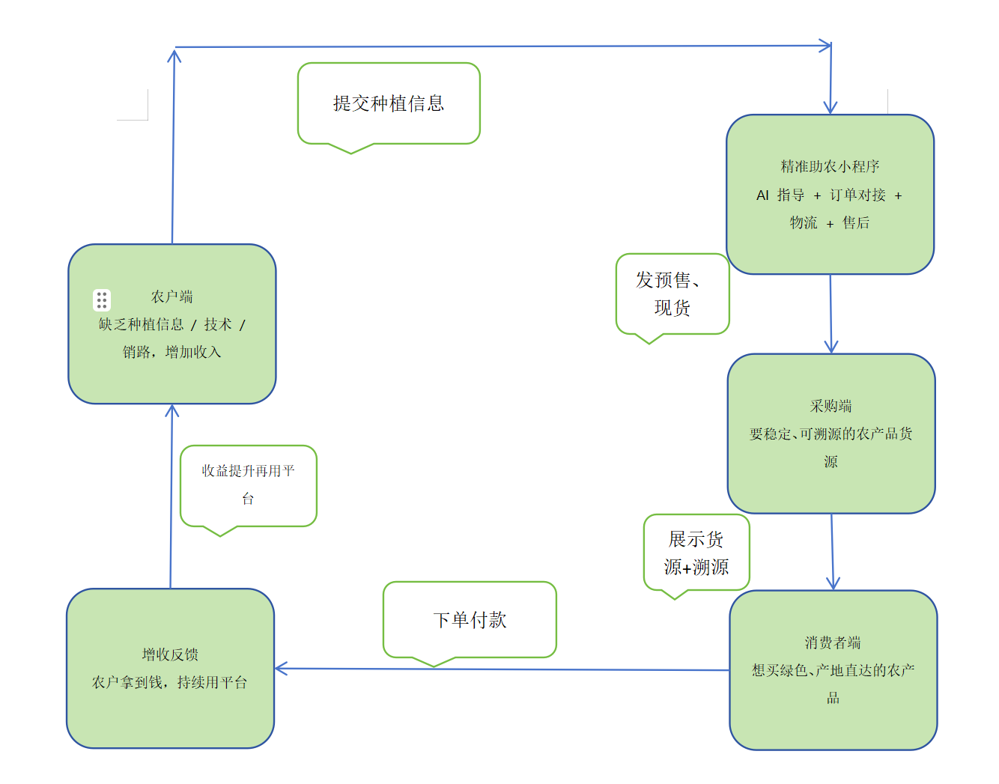 提交种植信息
精准助农小程序
AI 指导 + 订单对接 +
物流 + 售后
发预售、
现货
农户端
缺乏种植信息 / 技术 /
销路，增加收入
采购端
要稳定、可溯源的农产品货
源
收益提升再用平
台
展示货
源+溯源
下单付款
消费者端
想买绿色、产地直达的农产
品
增收反馈
农户拿到钱，持续用平台